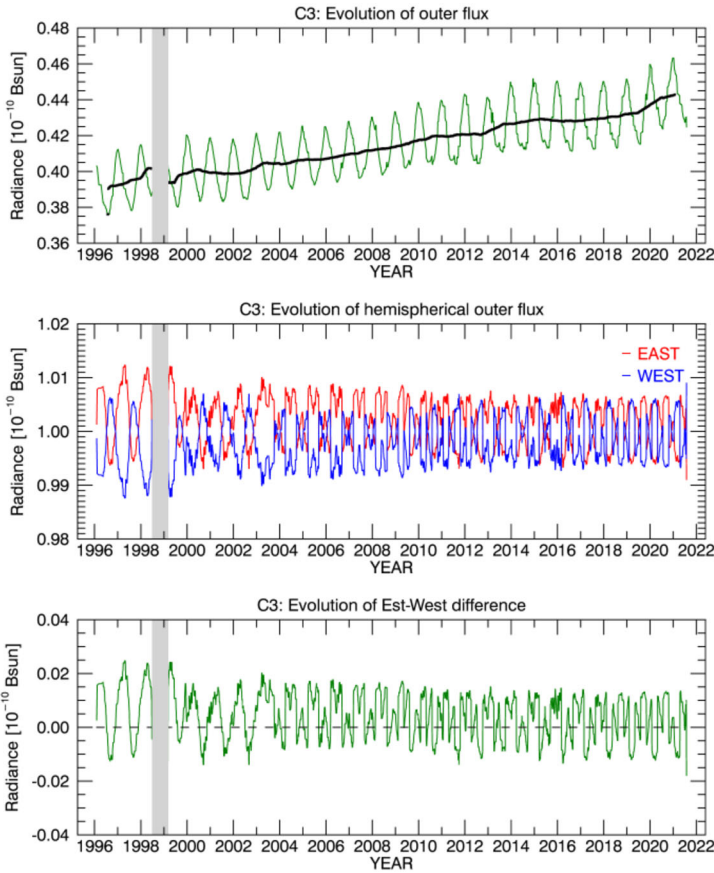 C3: Evolution of outer flux
Radiance [10⁻¹⁰ Bsun]
0.48
0.46
0.44
0.42
0.40
0.38
0.36
1996 1998 2000 2002 2004 2006 2008 2010 2012 2014 2016 2018 2020 2022
YEAR
C3: Evolution of hemispherical outer flux
Radiance [10⁻¹⁰ Bsun]
1.02
1.01
1.00
0.99
0.98
EAST
WEST
1996 1998 2000 2002 2004 2006 2008 2010 2012 2014 2016 2018 2020 2022
YEAR
C3: Evolution of Est-West difference
Radiance [10⁻¹⁰ Bsun]
0.04
0.02
0.00
-0.02
-0.04
1996 1998 2000 2002 2004 2006 2008 2010 2012 2014 2016 2018 2020 2022
YEAR